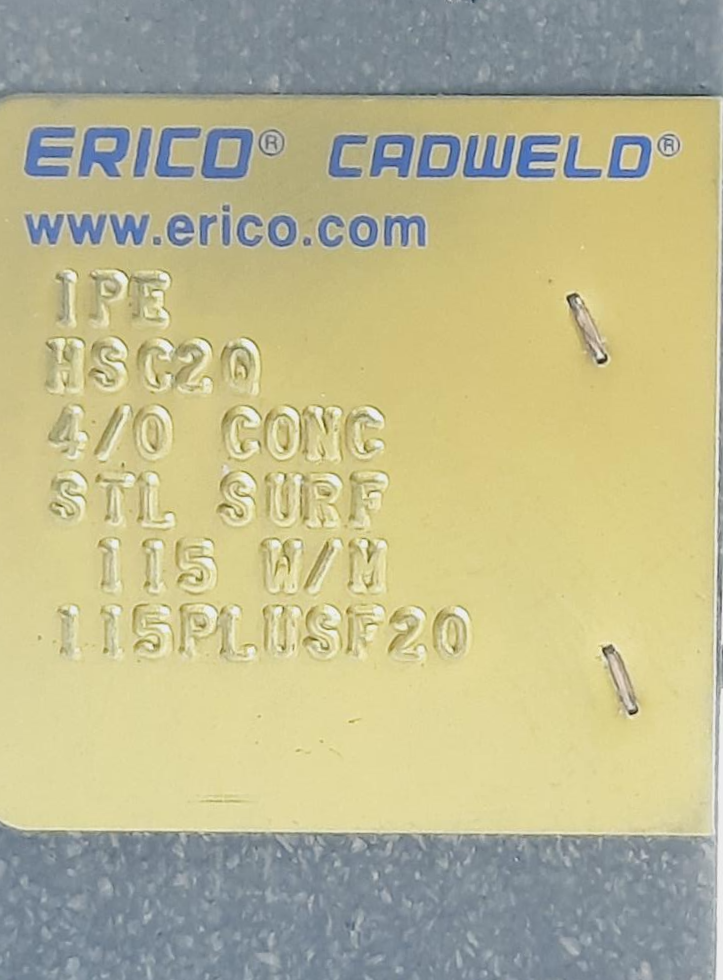 ERICO® CADWELD®
www.erico.com
IPE
HSC2Q
4/0 CONC
STL SURF
115 W/M
115PLUSF20